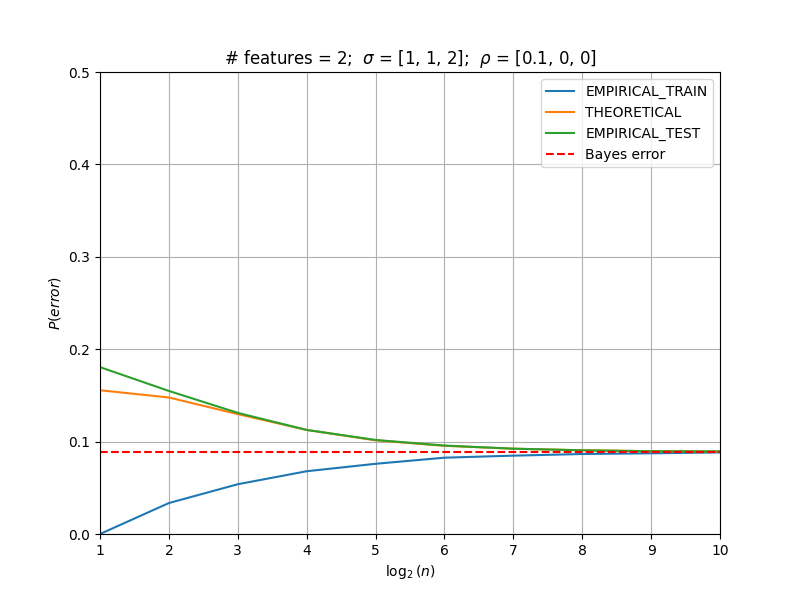 # features = 2; σ = [1, 1, 2]; ρ = [0.1, 0, 0]
EMPIRICAL_TRAIN
THEORETICAL
EMPIRICAL_TEST
Bayes error
P(error)
0.5
0.4
0.3
0.2
0.1
0.0
1 2 3 4 5 6 7 8 9 10
log₂(n)